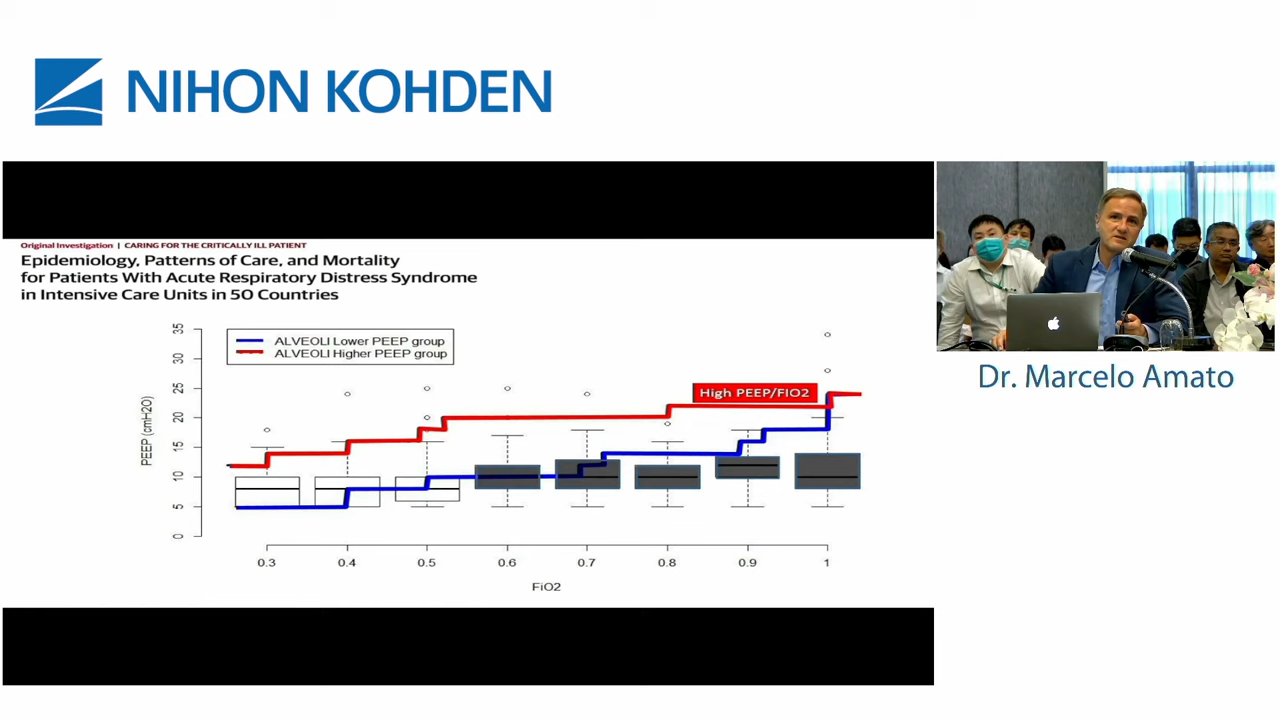 NIHON KOHDEN
Original Investigation | CARING FOR THE CRITICALLY ILL PATIENT
Epidemiology, Patterns of Care, and Mortality
for Patients With Acute Respiratory Distress Syndrome
in Intensive Care Units in 50 Countries
ALVEOLI Lower PEEP group
ALVEOLI Higher PEEP group
High PEEP/FIO2
PEEP (cmH2O)
35
30
25
20
15
10
5
0
0.3 0.4 0.5 0.6 0.7 0.8 0.9 1
FiO2
Dr. Marcelo Amato